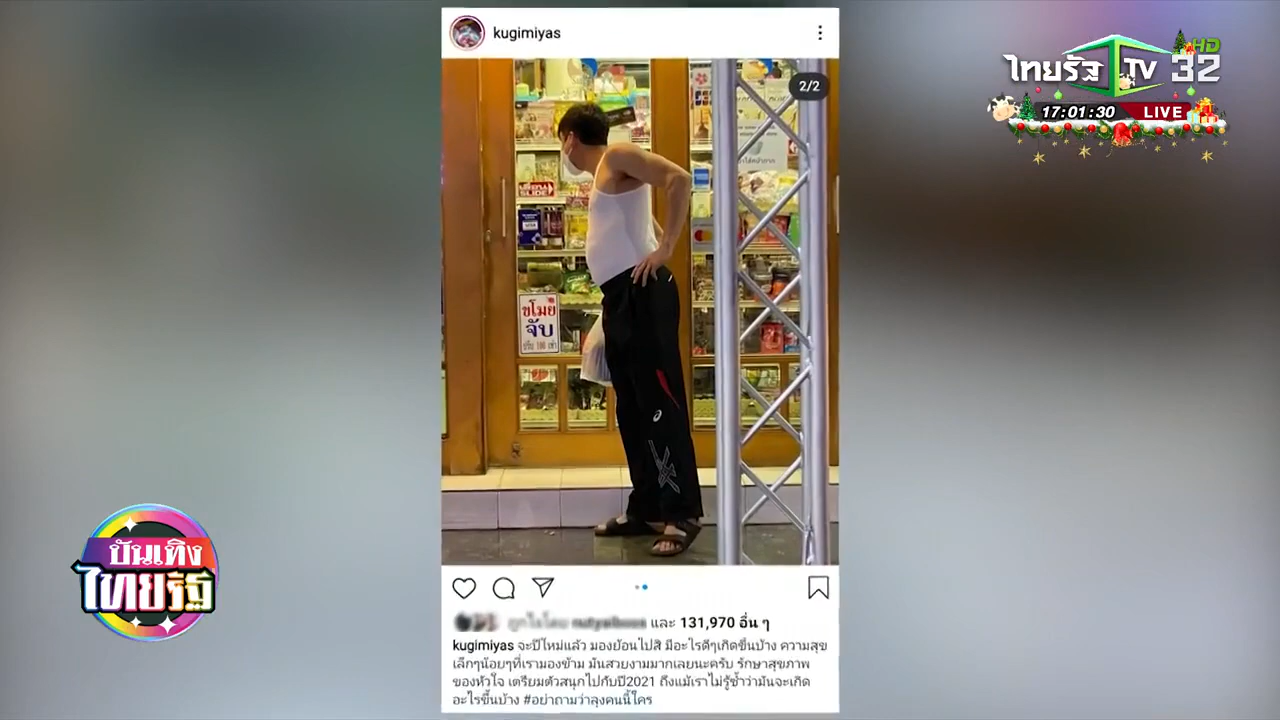 kugimiyas
2/2
ไทยรัฐ TV HD 32
17:01:30 LIVE
SLIDE
VISA
ขโมย
จับ
ปรับ 100 เท่า
บันเทิง
ไทยรัฐ
และ 131,970 อื่น ๆ
kugimiyas จะปีใหม่แล้ว มองย้อนไปสิ มีอะไรดีๆเกิดขึ้นบ้าง ความสุข
เล็กๆน้อยๆที่เรามองข้าม มันสวยงามมากเลยนะครับ รักษาสุขภาพ
ของหัวใจ เตรียมตัวสนุกไปกับปี2021 ถึงแม้เราไม่รู้ซ้ำว่ามันจะเกิด
อะไรขึ้นบ้าง #อย่าถามว่าลุงคนนี้ใคร